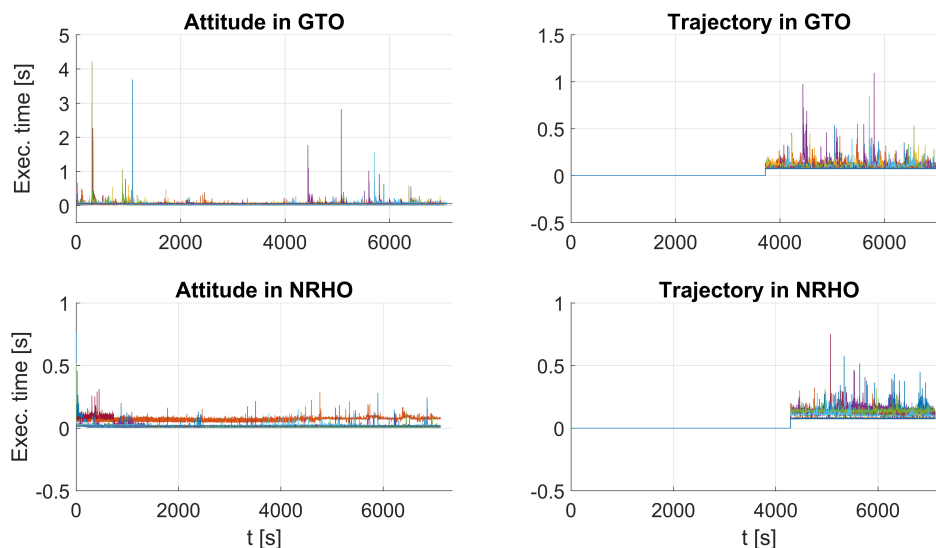 Attitude in GTO
Exec. time [s]
5
4
3
2
1
0
0 2000 4000 6000
Trajectory in GTO
1.5
1
0.5
0
-0.5
0 2000 4000 6000
Attitude in NRHO
Exec. time [s]
1
0.5
0
-0.5
0 2000 4000 6000
t [s]
Trajectory in NRHO
1
0.5
0
-0.5
0 2000 4000 6000
t [s]